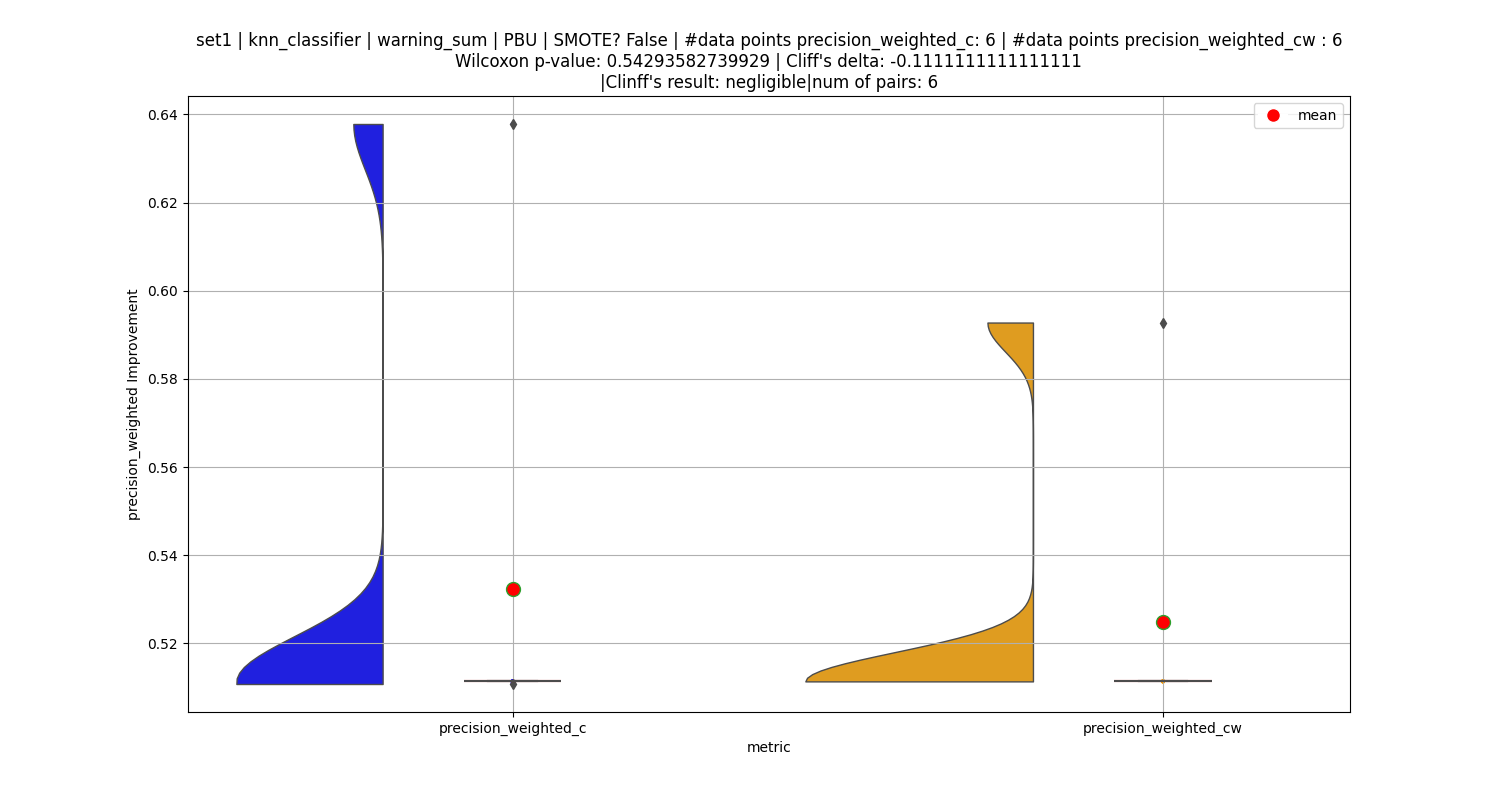 set1 | knn_classifier | warning_sum | PBU | SMOTE? False | #data points precision_weighted_c: 6 | #data points precision_weighted_cw : 6
Wilcoxon p-value: 0.54293582739929 | Cliff's delta: -0.1111111111111111
|Clinff's result: negligible|num of pairs: 6
mean
0.64
0.62
0.60
0.58
0.56
0.54
0.52
precision_weighted Improvement
precision_weighted_c
precision_weighted_cw
metric